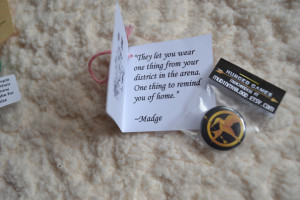 "They let you wear
one thing from your
district in the arena.
One thing to remind
you of home."
~Madge
HUNGER GAMES